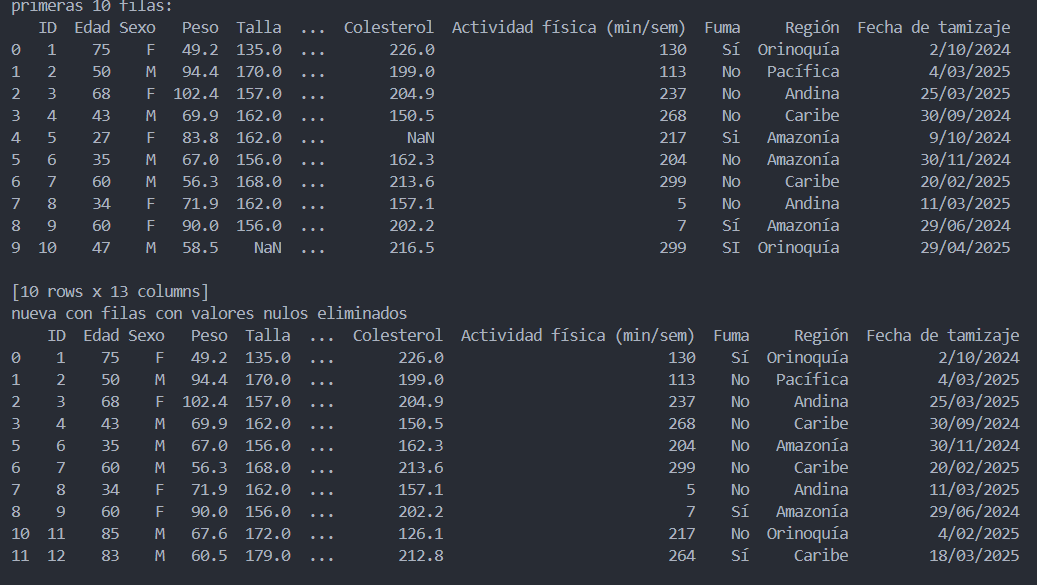 primeras 10 filas:
   ID  Edad Sexo   Peso  Talla  ...  Colesterol  Actividad física (min/sem)  Fuma     Región  Fecha de tamizaje
0   1    75    F   49.2  135.0  ...       226.0                         130    Sí  Orinoquía          2/10/2024
1   2    50    M   94.4  170.0  ...       199.0                         113    No   Pacífica          4/03/2025
2   3    68    F  102.4  157.0  ...       204.9                         237    No     Andina         25/03/2025
3   4    43    M   69.9  162.0  ...       150.5                         268    No     Caribe         30/09/2024
4   5    27    F   83.8  162.0  ...         NaN                         217    Si   Amazonía          9/10/2024
5   6    35    M   67.0  156.0  ...       162.3                         204    No   Amazonía         30/11/2024
6   7    60    M   56.3  168.0  ...       213.6                         299    No     Caribe         20/02/2025
7   8    34    F   71.9  162.0  ...       157.1                           5    No     Andina         11/03/2025
8   9    60    F   90.0  156.0  ...       202.2                           7    Sí   Amazonía         29/06/2024
9  10    47    M   58.5    NaN  ...       216.5                         299    SI  Orinoquía         29/04/2025
[10 rows x 13 columns]
nueva con filas con valores nulos eliminados
    ID  Edad Sexo   Peso  Talla  ...  Colesterol  Actividad física (min/sem)  Fuma     Región  Fecha de tamizaje
0    1    75    F   49.2  135.0  ...       226.0                         130    Sí  Orinoquía          2/10/2024
1    2    50    M   94.4  170.0  ...       199.0                         113    No   Pacífica          4/03/2025
2    3    68    F  102.4  157.0  ...       204.9                         237    No     Andina         25/03/2025
3    4    43    M   69.9  162.0  ...       150.5                         268    No     Caribe         30/09/2024
5    6    35    M   67.0  156.0  ...       162.3                         204    No   Amazonía         30/11/2024
6    7    60    M   56.3  168.0  ...       213.6                         299    No     Caribe         20/02/2025
7    8    34    F   71.9  162.0  ...       157.1                           5    No     Andina         11/03/2025
8    9    60    F   90.0  156.0  ...       202.2                           7    Sí   Amazonía         29/06/2024
10  11    85    M   67.6  172.0  ...       126.1                         217    No  Orinoquía          4/02/2025
11  12    83    M   60.5  179.0  ...       212.8                         264    Sí     Caribe         18/03/2025